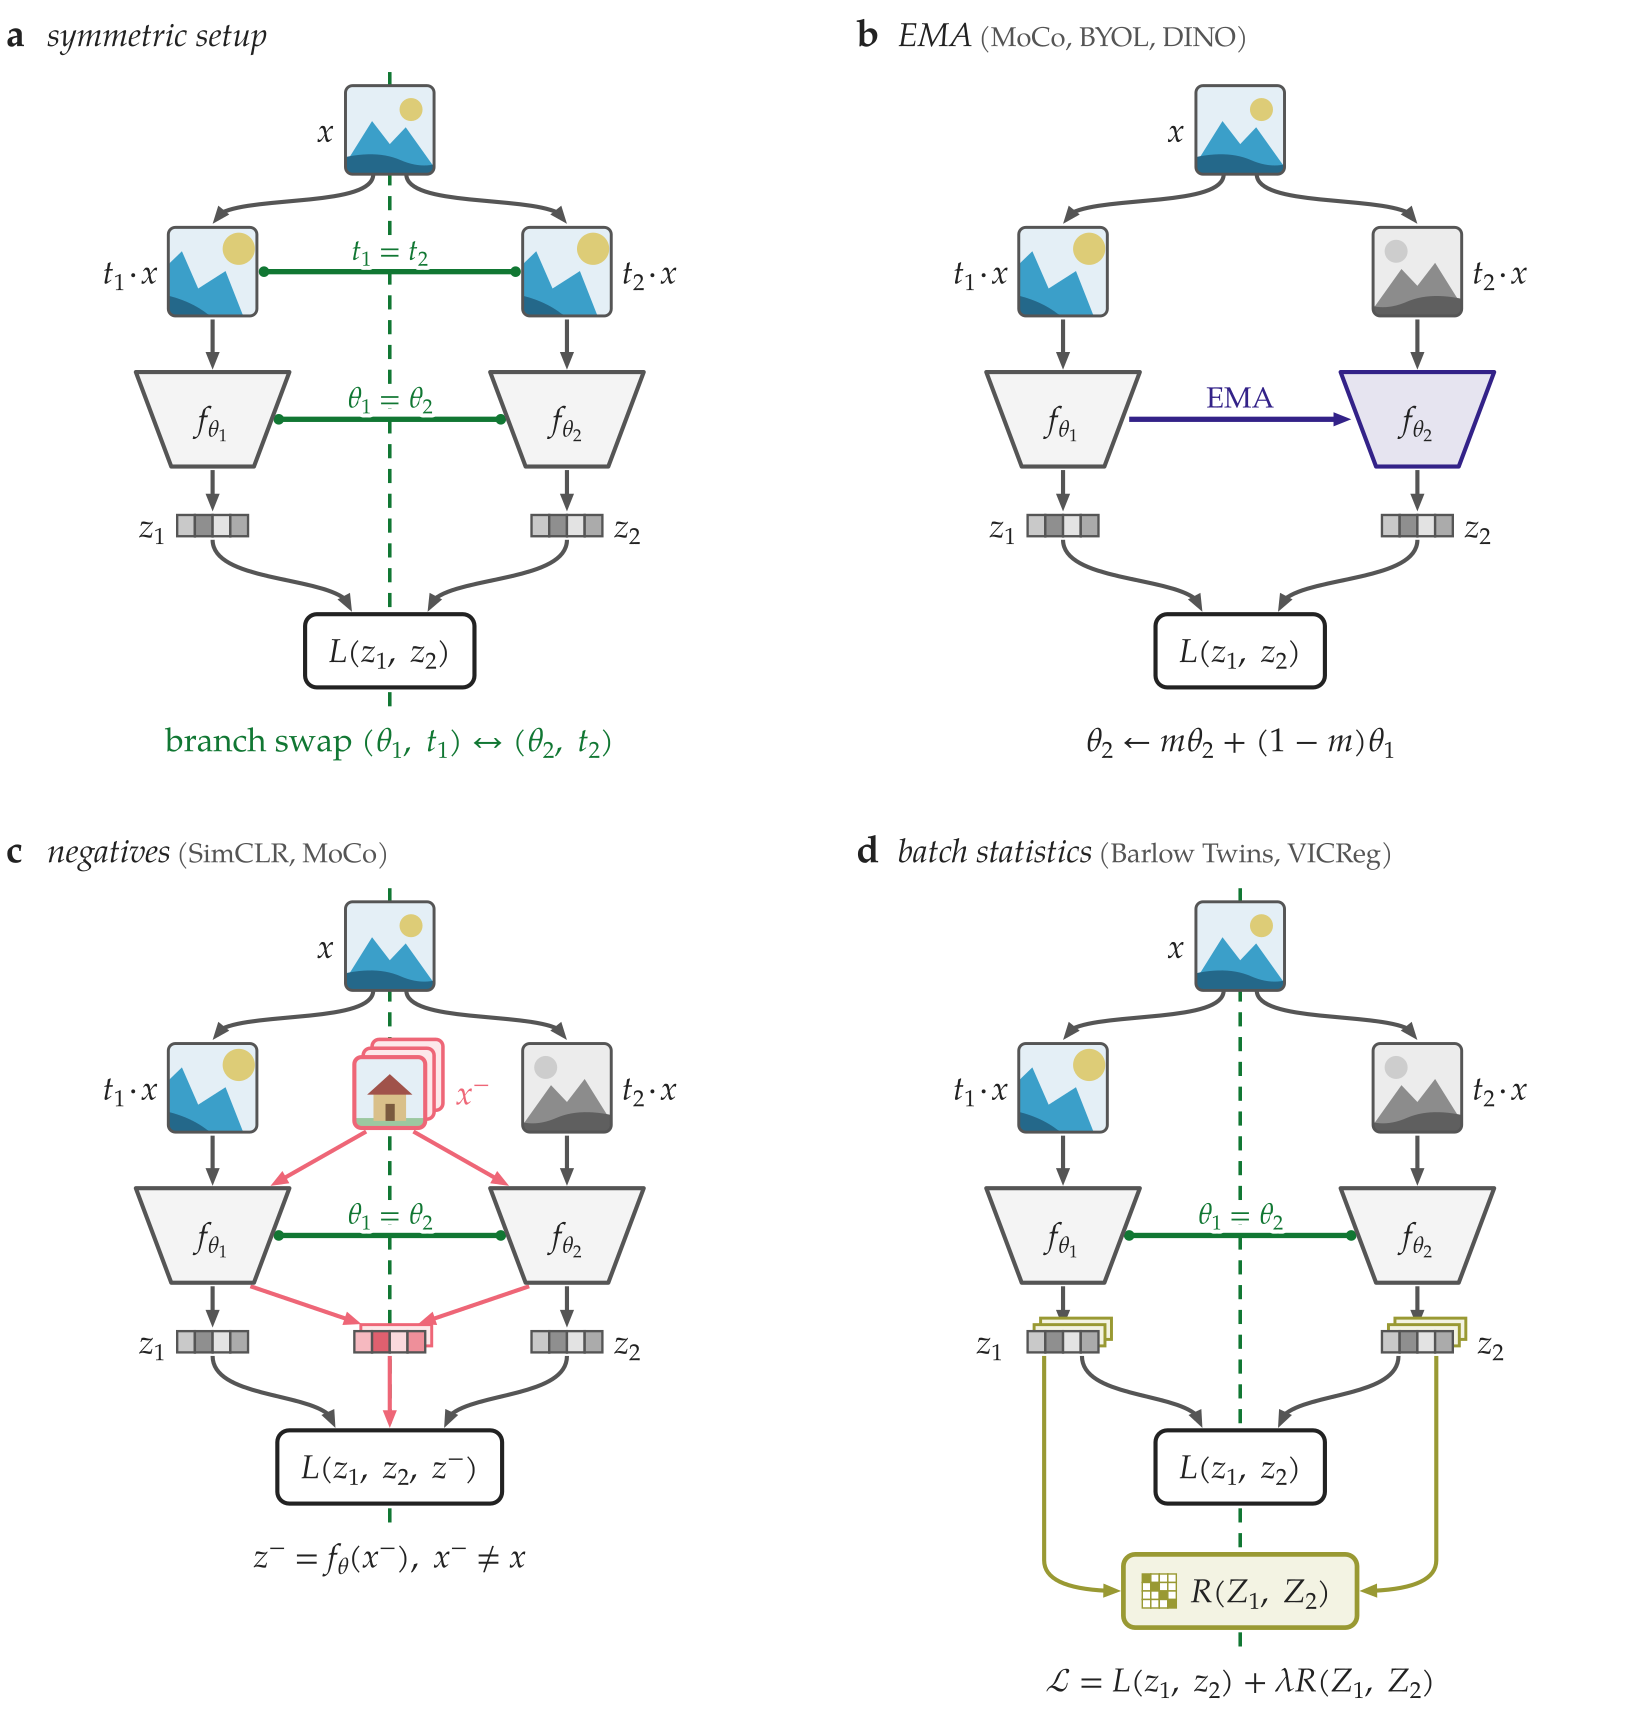 a symmetric setup
x
t₁·x
t₁ = t₂
t₂·x
f_θ₁
θ₁ = θ₂
f_θ₂
z₁
z₂
L(z₁, z₂)
branch swap (θ₁, t₁) ↔ (θ₂, t₂)
b EMA (MoCo, BYOL, DINO)
x
t₁·x
t₂·x
f_θ₁
EMA
f_θ₂
z₁
z₂
L(z₁, z₂)
θ₂ ← mθ₂ + (1 − m)θ₁
c negatives (SimCLR, MoCo)
x
t₁·x
x⁻
t₂·x
f_θ₁
θ₁ = θ₂
f_θ₂
z₁
z₂
L(z₁, z₂, z⁻)
z⁻ = f_θ(x⁻), x⁻ ≠ x
d batch statistics (Barlow Twins, VICReg)
x
t₁·x
t₂·x
f_θ₁
θ₁ = θ₂
f_θ₂
z₁
z₂
L(z₁, z₂)
R(Z₁, Z₂)
ℒ = L(z₁, z₂) + λR(Z₁, Z₂)